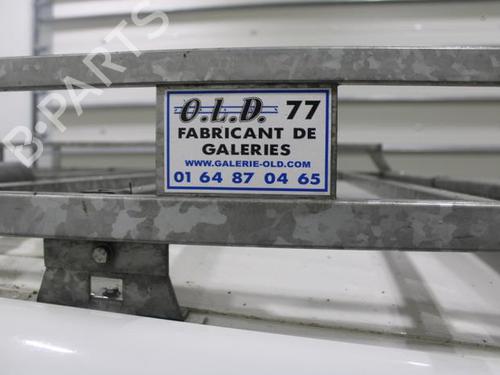 B-PARTS
O.L.D. 77
FABRICANT DE
GALERIES
WWW.GALERIE-OLD.COM
01 64 87 04 65